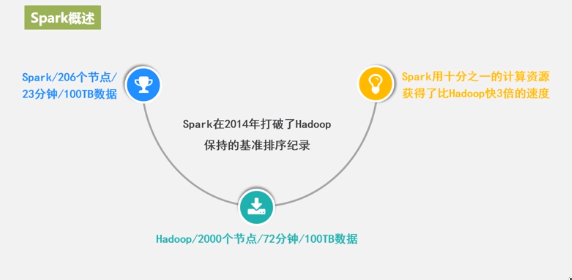 Spark概述
Spark/206个节点/
23分钟/100TB数据
Spark用十分之一的计算资源
获得了比Hadoop快3倍的速度
Spark在2014年打破了Hadoop
保持的基准排序纪录
Hadoop/2000个节点/72分钟/100TB数据